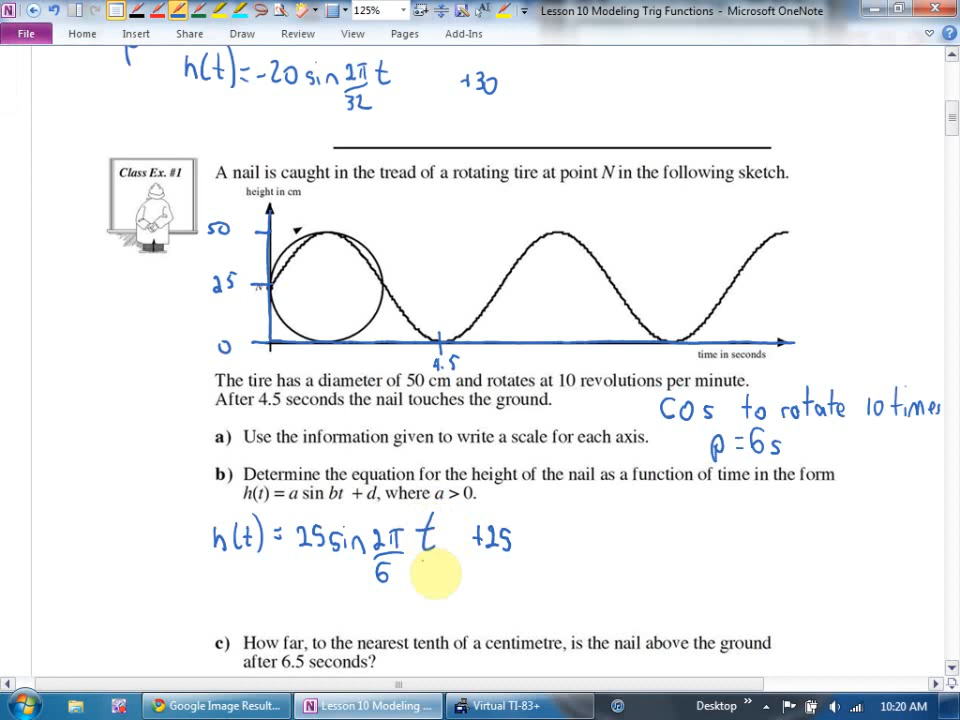 125%
Lesson 10 Modeling Trig Functions - Microsoft OneNote
File Home Insert Share Draw Review View Pages Add-Ins
h(t)=-20 sin 2π/32 t +30
Class Ex. #1
A nail is caught in the tread of a rotating tire at point N in the following sketch.
height in cm
50
25
N
0
4.5
time in seconds
The tire has a diameter of 50 cm and rotates at 10 revolutions per minute.
After 4.5 seconds the nail touches the ground.
60s to rotate 10 times
p=6s
a) Use the information given to write a scale for each axis.
b) Determine the equation for the height of the nail as a function of time in the form
h(t) = a sin bt + d, where a > 0.
h(t) = 25 sin 2π/6 t +25
c) How far, to the nearest tenth of a centimetre, is the nail above the ground
after 6.5 seconds?
Google Image Result... Lesson 10 Modeling ... Virtual TI-83+ Desktop 10:20 AM